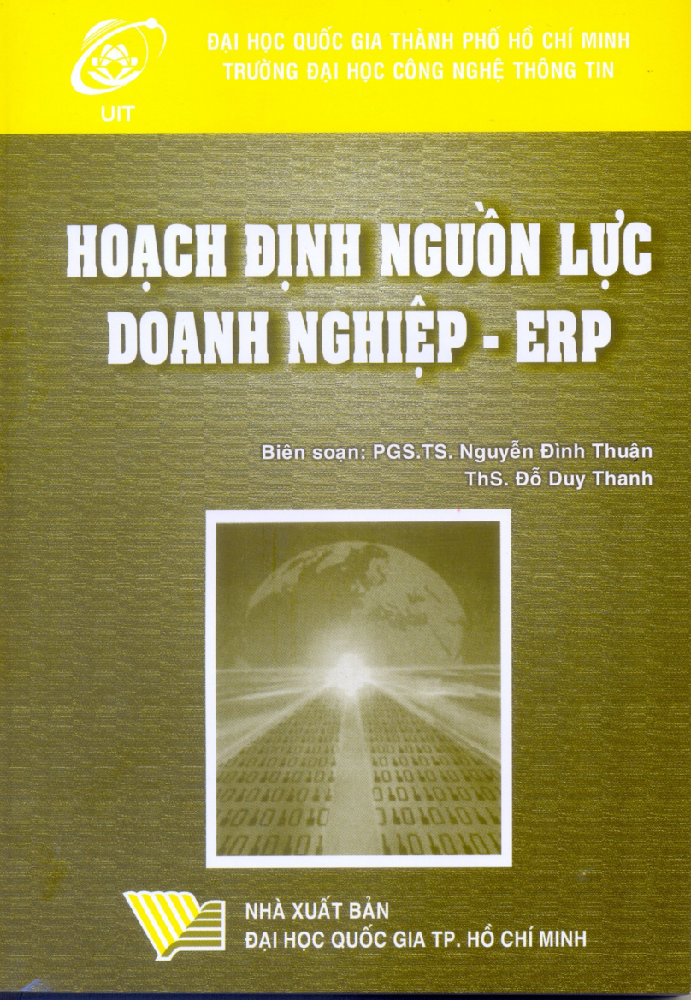 UIT
ĐẠI HỌC QUỐC GIA THÀNH PHỐ HỒ CHÍ MINH
TRƯỜNG ĐẠI HỌC CÔNG NGHỆ THÔNG TIN
HOẠCH ĐỊNH NGUỒN LỰC
DOANH NGHIỆP - ERP
Biên soạn: PGS.TS. Nguyễn Đình Thuận
ThS. Đỗ Duy Thanh
NHÀ XUẤT BẢN
ĐẠI HỌC QUỐC GIA TP. HỒ CHÍ MINH